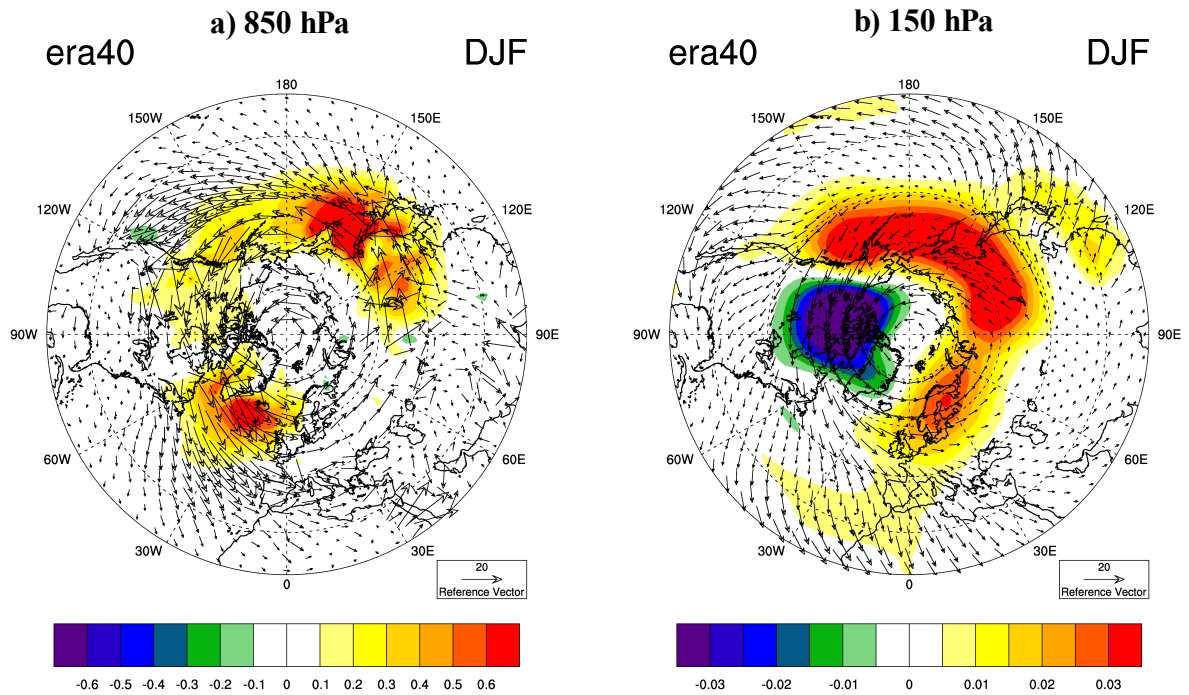 a) 850 hPa
era40 DJF
180
150W 150E
120W 120E
90W 90E
60W 60E
30W 30E
0
20
Reference Vector
-0.6 -0.5 -0.4 -0.3 -0.2 -0.1 0 0.1 0.2 0.3 0.4 0.5 0.6
b) 150 hPa
era40 DJF
180
150W 150E
120W 120E
90W 90E
60W 60E
30W 30E
0
20
Reference Vector
-0.03 -0.02 -0.01 0 0.01 0.02 0.03